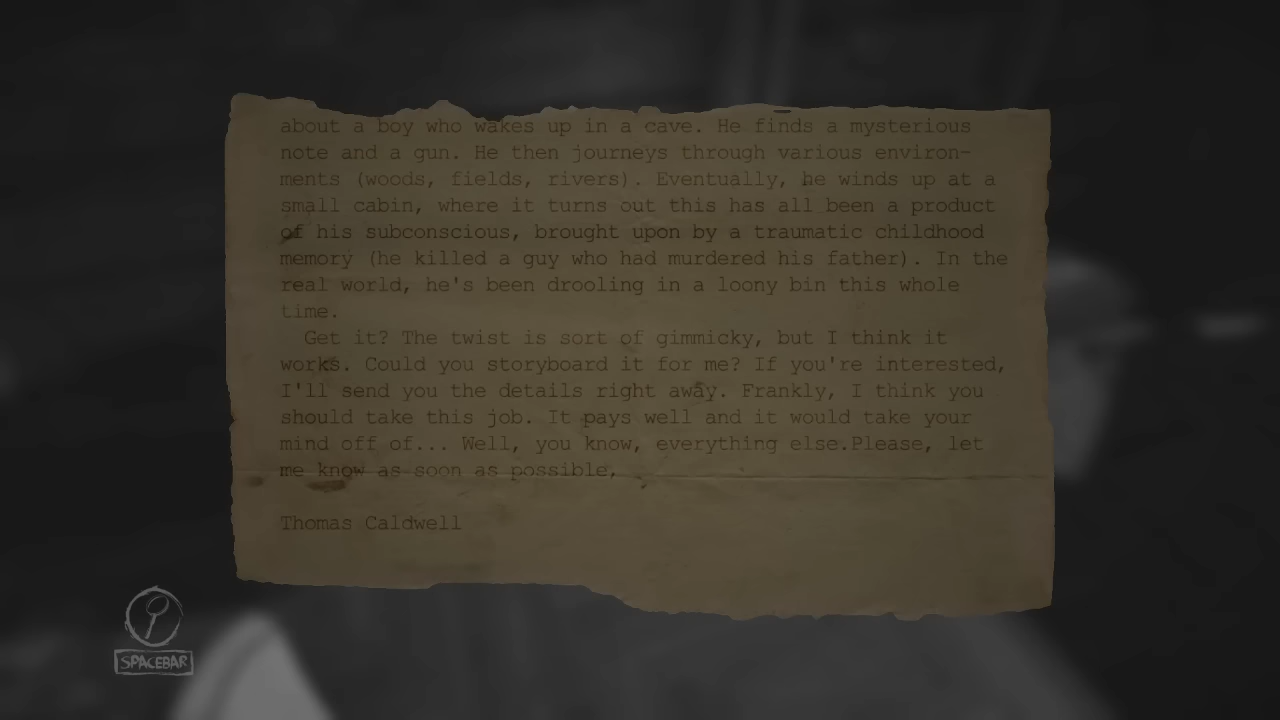 about a boy who wakes up in a cave. He finds a mysterious
note and a gun. He then journeys through various environ-
ments (woods, fields, rivers). Eventually, he winds up at a
small cabin, where it turns out this has all been a product
of his subconscious, brought upon by a traumatic childhood
memory (he killed a guy who had murdered his father). In the
real world, he's been drooling in a loony bin this whole
time.
Get it? The twist is sort of gimmicky, but I think it
works. Could you storyboard it for me? If you're interested,
I'll send you the details right away. Frankly, I think you
should take this job. It pays well and it would take your
mind off of... Well, you know, everything else.Please, let
me know as soon as possible,
Thomas Caldwell
SPACEBAR